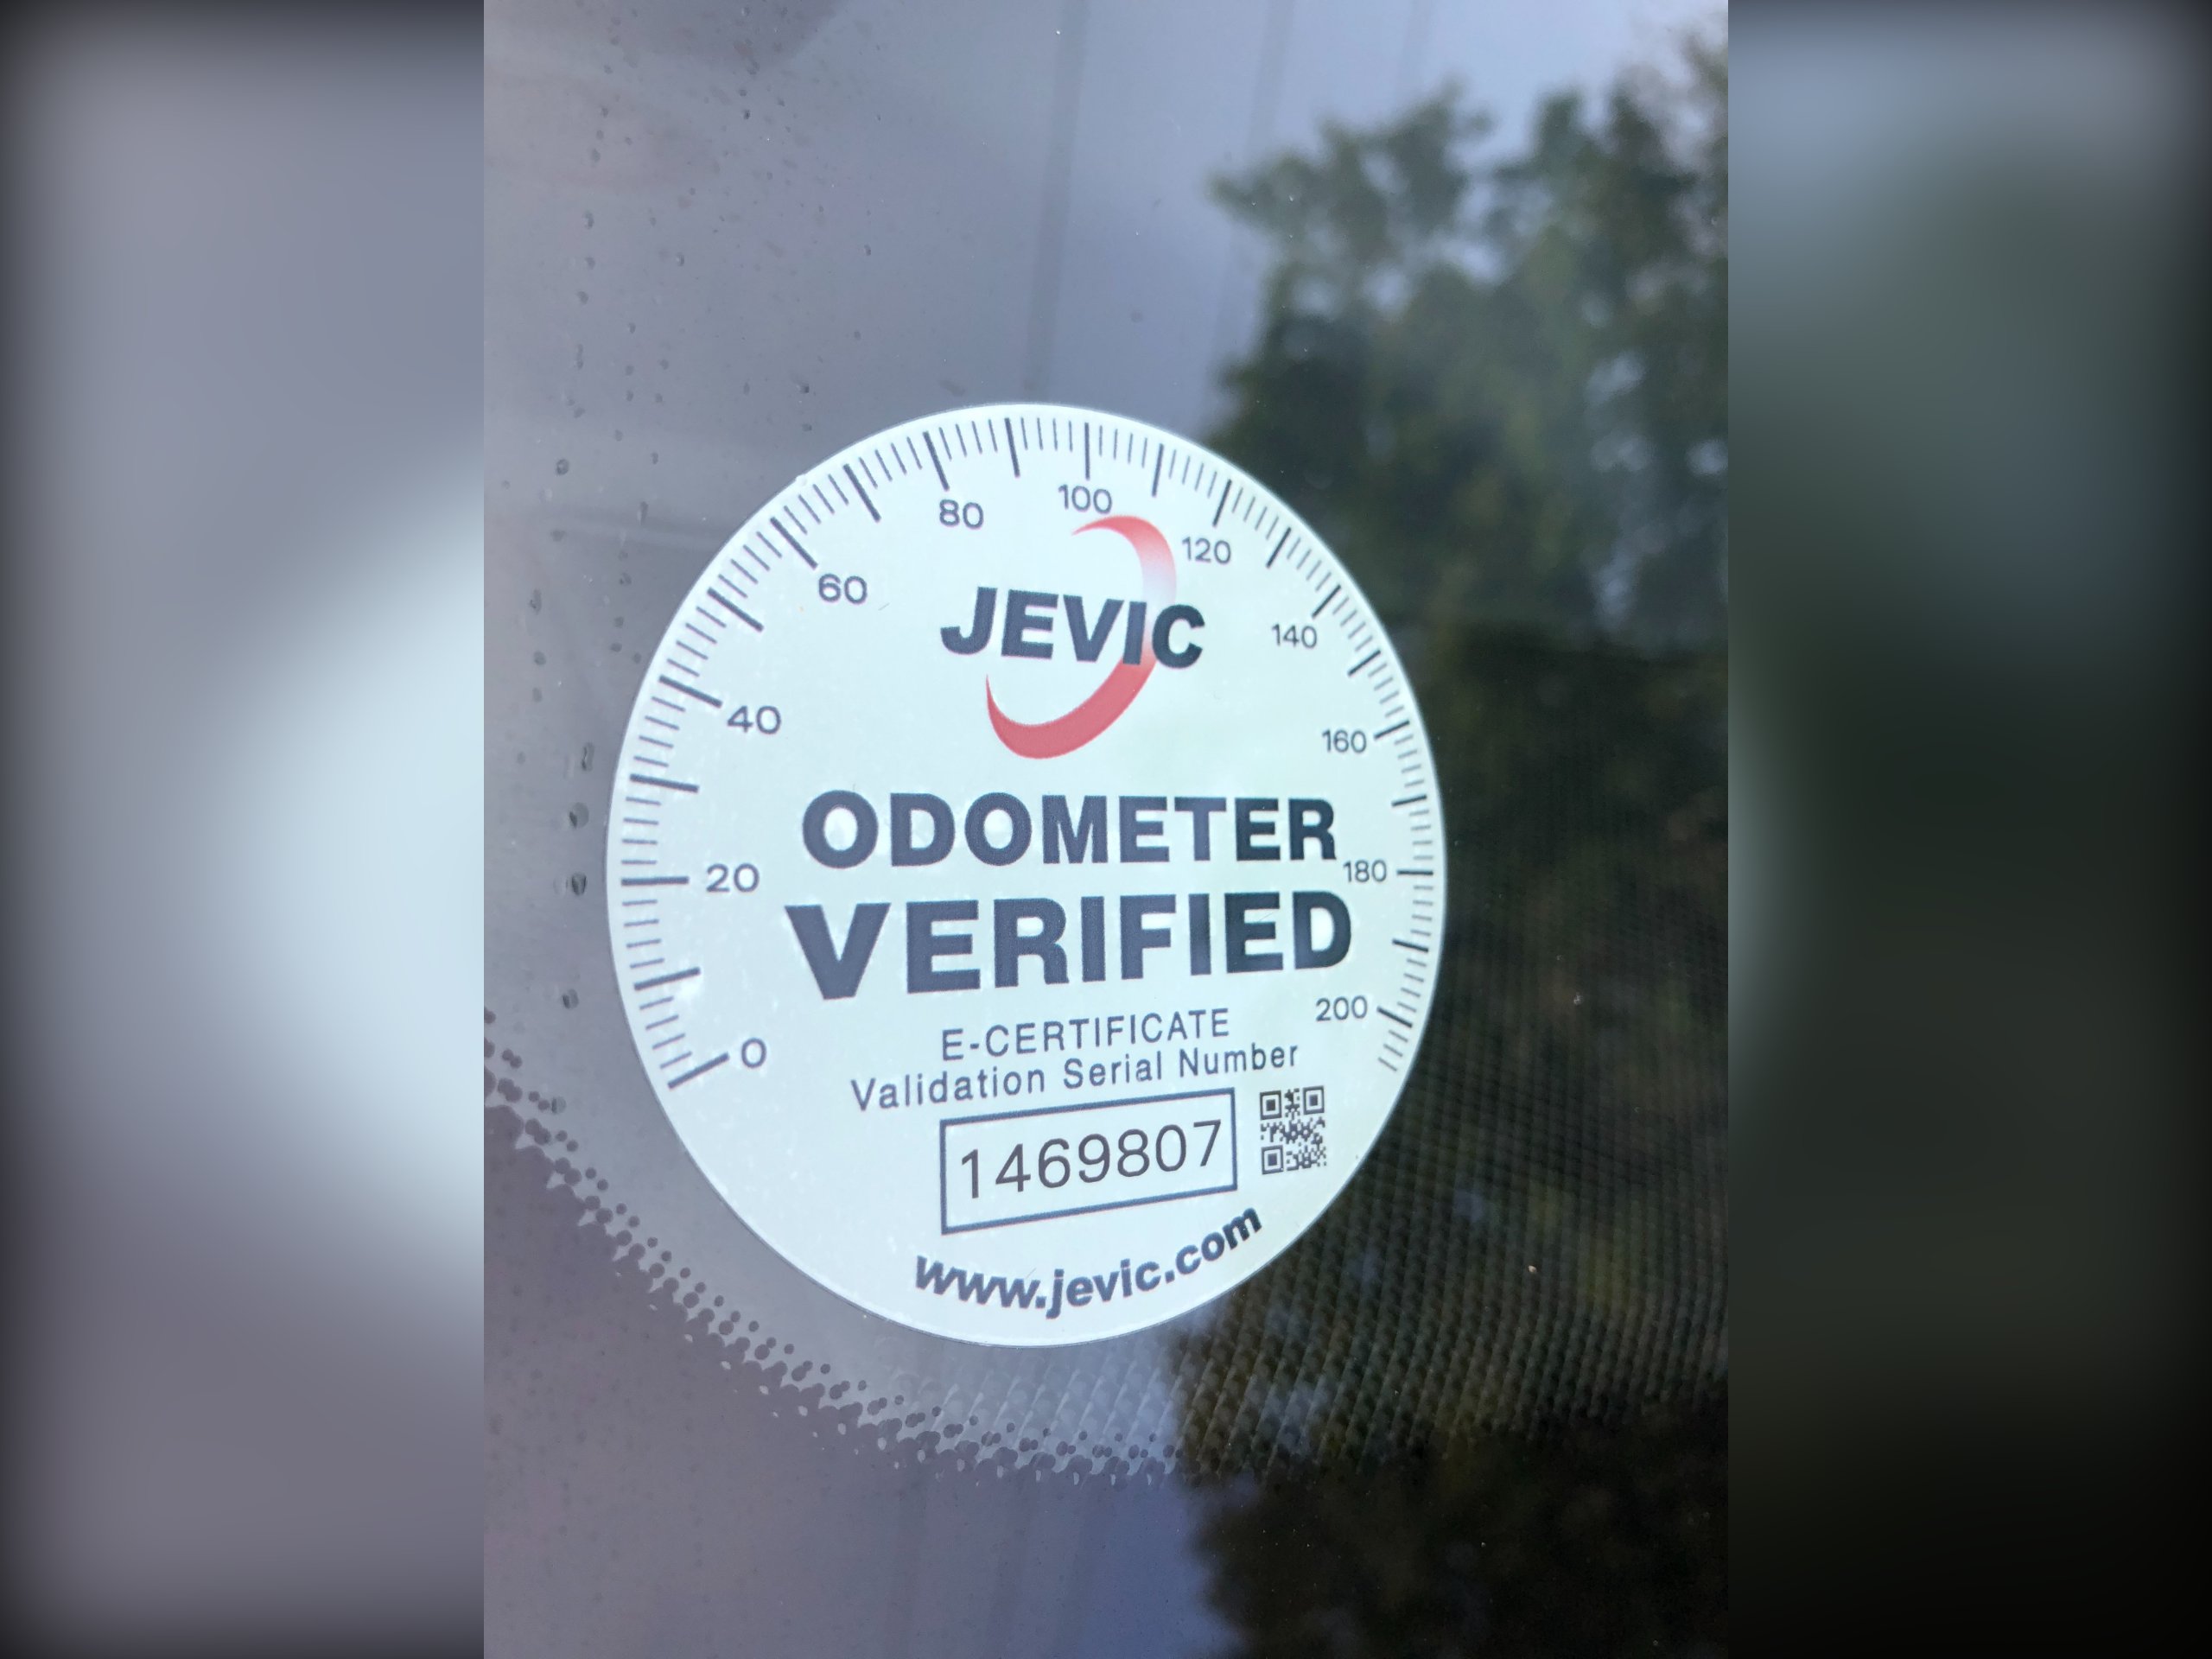 0
20
40
60
80
100
120
140
160
180
200
JEVIC
ODOMETER
VERIFIED
E-CERTIFICATE
Validation Serial Number
1469807
www.jevic.com